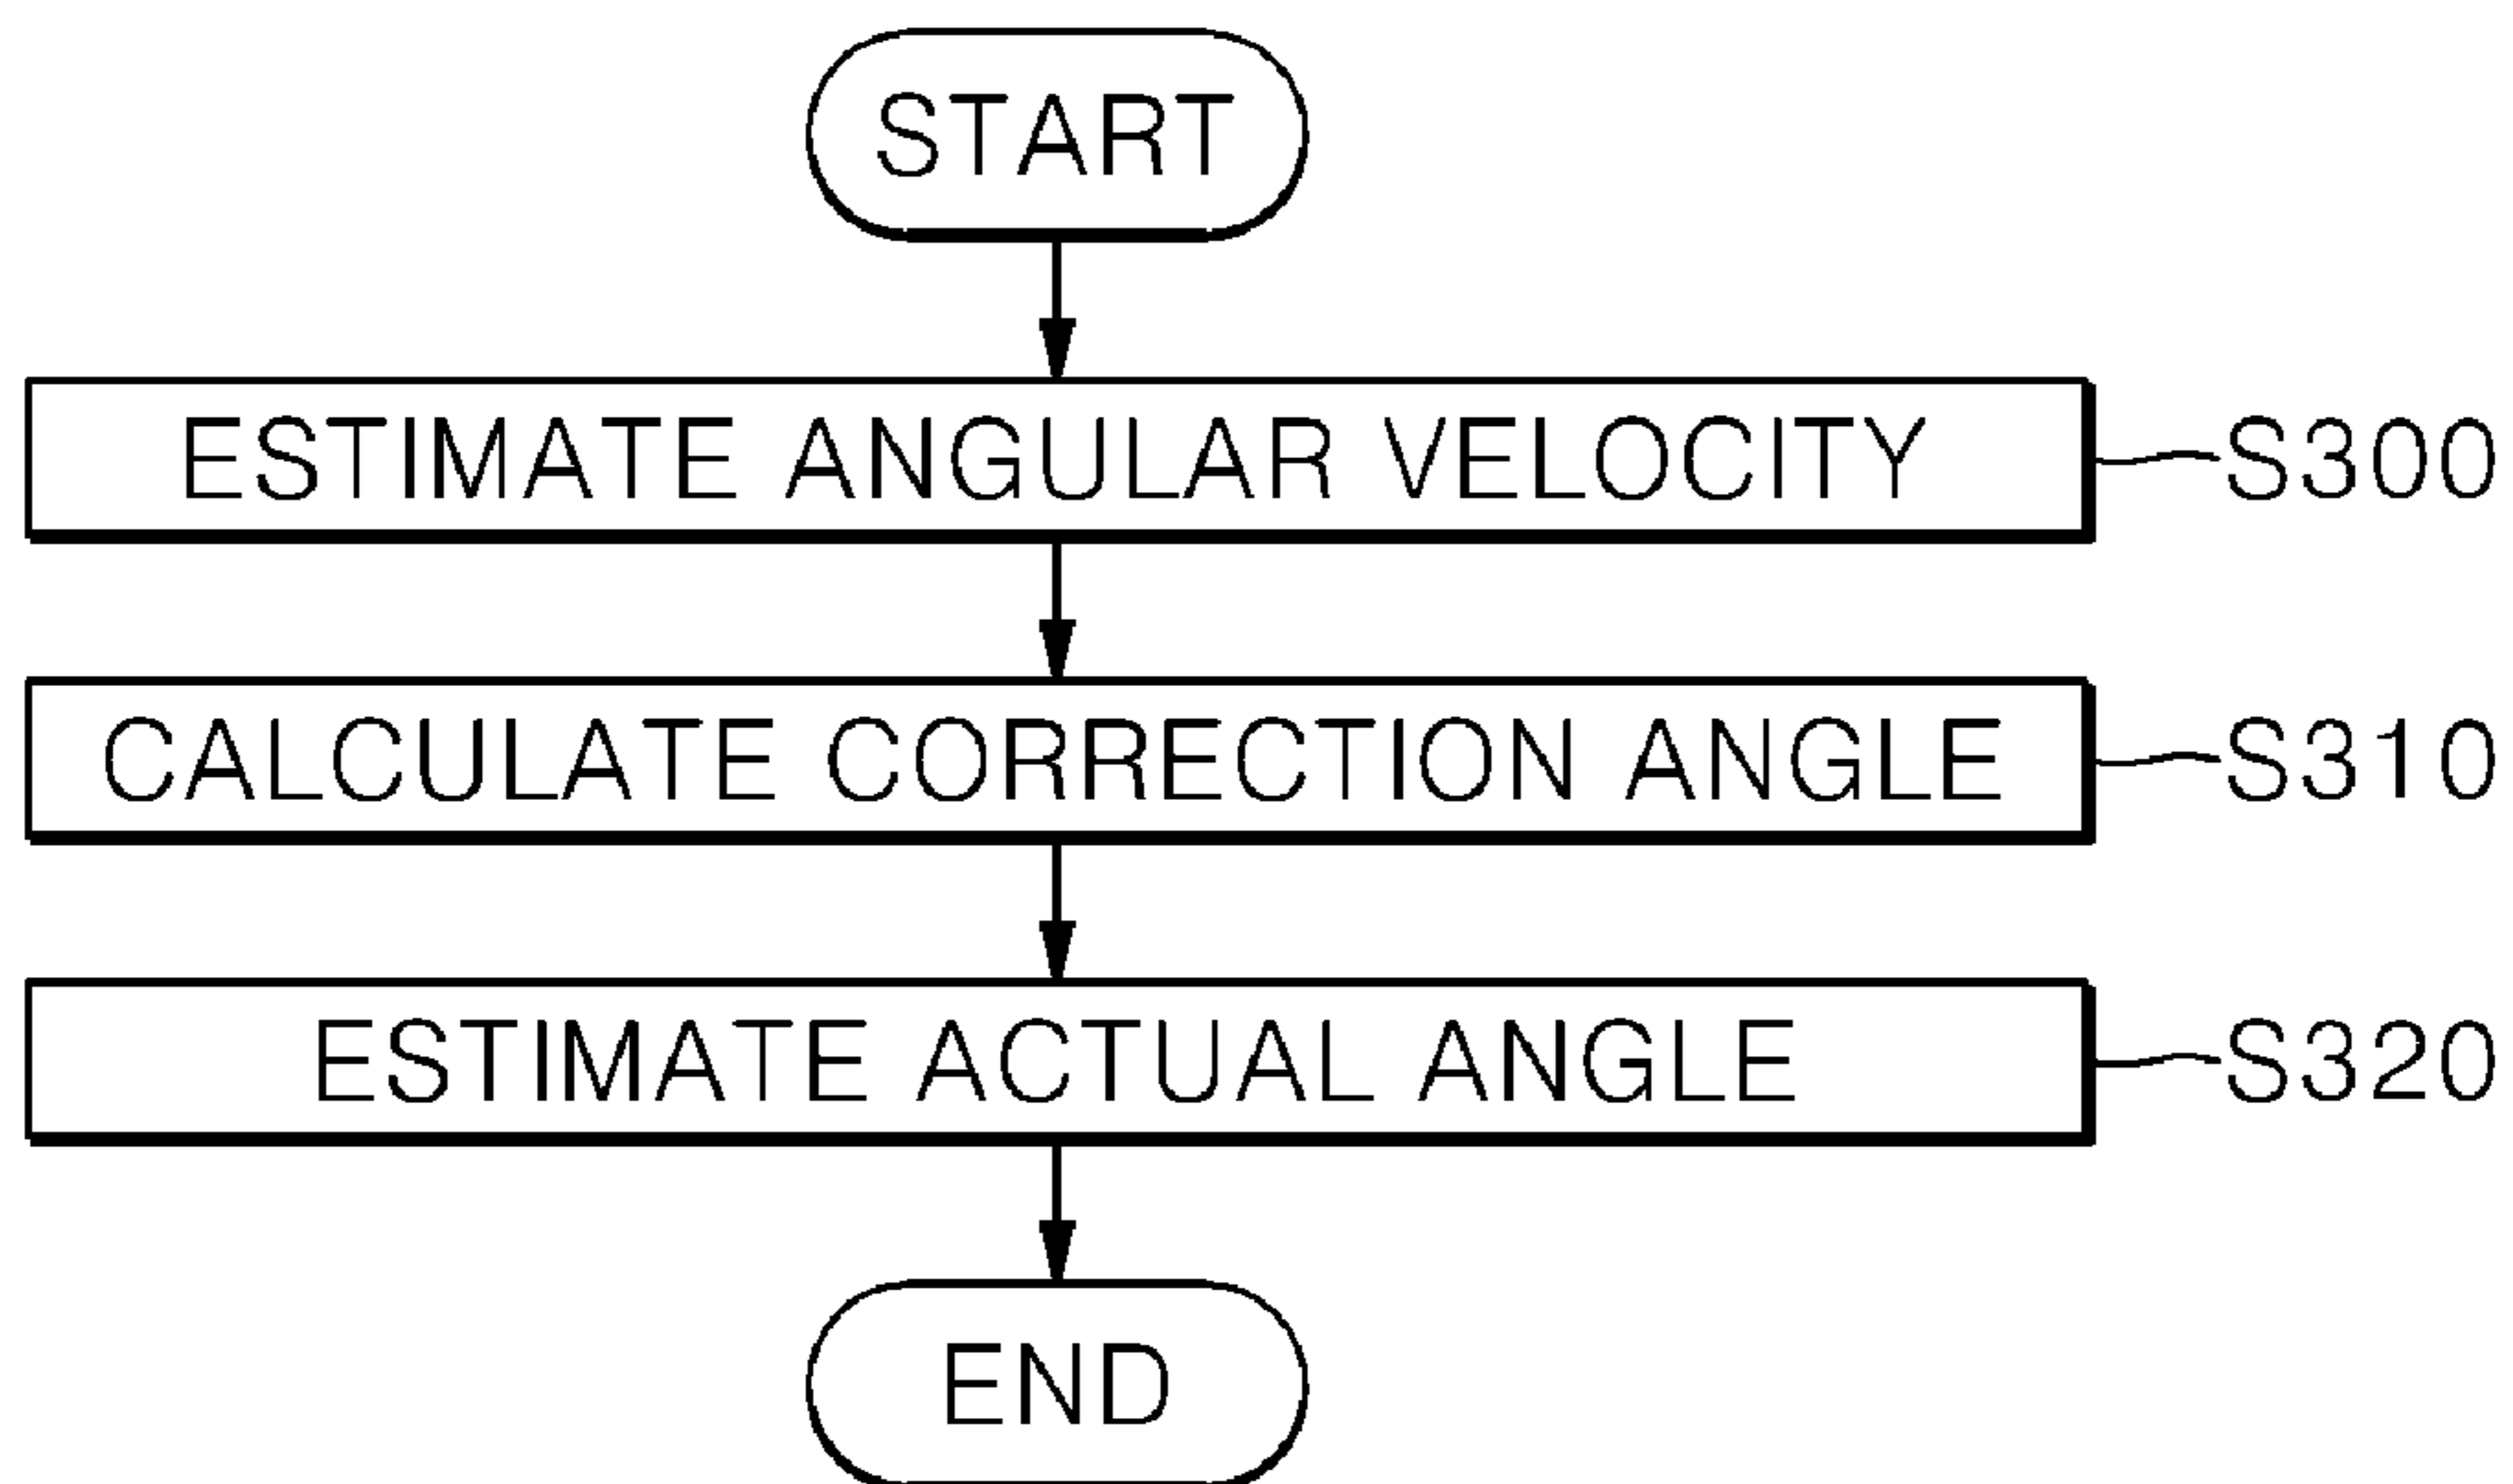 START
ESTIMATE ANGULAR VELOCITY
S300
CALCULATE CORRECTION ANGLE
S310
ESTIMATE ACTUAL ANGLE
S320
END